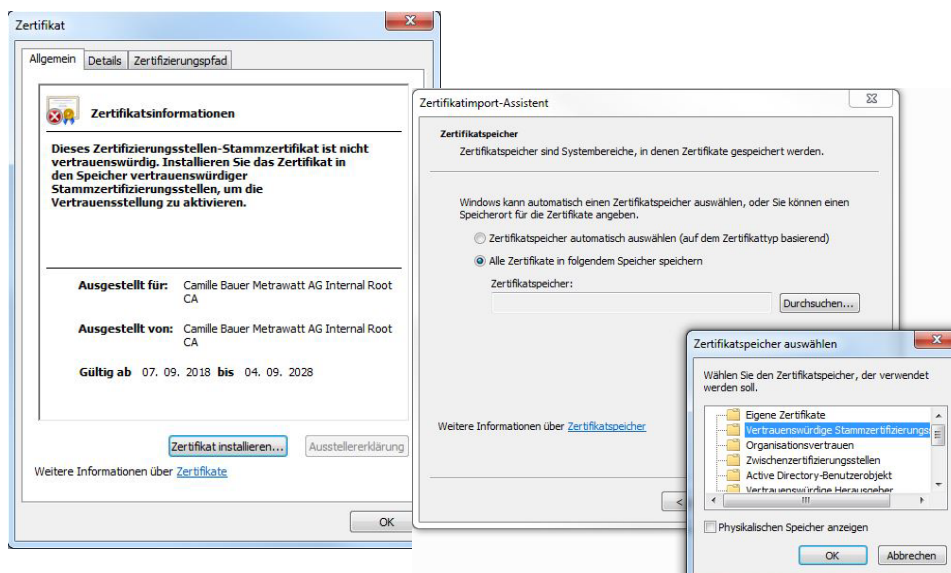 Zertifikat
Allgemein
Details
Zertifizierungspfad
Zertifikatsinformationen
Dieses Zertifizierungsstellen-Stammzertifikat ist nicht
vertrauenswürdig. Installieren Sie das Zertifikat in
den Speicher vertrauenswürdiger
Stammzertifizierungsstellen, um die
Vertrauensstellung zu aktivieren.
Ausgestellt für: Camille Bauer Metrawatt AG Internal Root
CA
Ausgestellt von: Camille Bauer Metrawatt AG Internal Root
CA
Gültig ab 07. 09. 2018 bis 04. 09. 2028
Zertifikat installieren...
Ausstellererklärung
Weitere Informationen über Zertifikate
OK
Zertifikatimport-Assistent
Zertifikatspeicher
Zertifikatspeicher sind Systembereiche, in denen Zertifikate gespeichert werden.
Windows kann automatisch einen Zertifikatspeicher auswählen, oder Sie können einen
Speicherort für die Zertifikate angeben.
Zertifikatspeicher automatisch auswählen (auf dem Zertifikattyp basierend)
Alle Zertifikate in folgendem Speicher speichern
Zertifikatspeicher:
Durchsuchen...
Weitere Informationen über Zertifikatspeicher
<
Zertifikatspeicher auswählen
Wählen Sie den Zertifikatspeicher, der verwendet
werden soll.
Eigene Zertifikate
Vertrauenswürdige Stammzertifizierungs
Organisationsvertrauen
Zwischenzertifizierungsstellen
Active Directory-Benutzerobjekt
Vertrauenswürdige Herausgeber
Physikalischen Speicher anzeigen
OK
Abbrechen